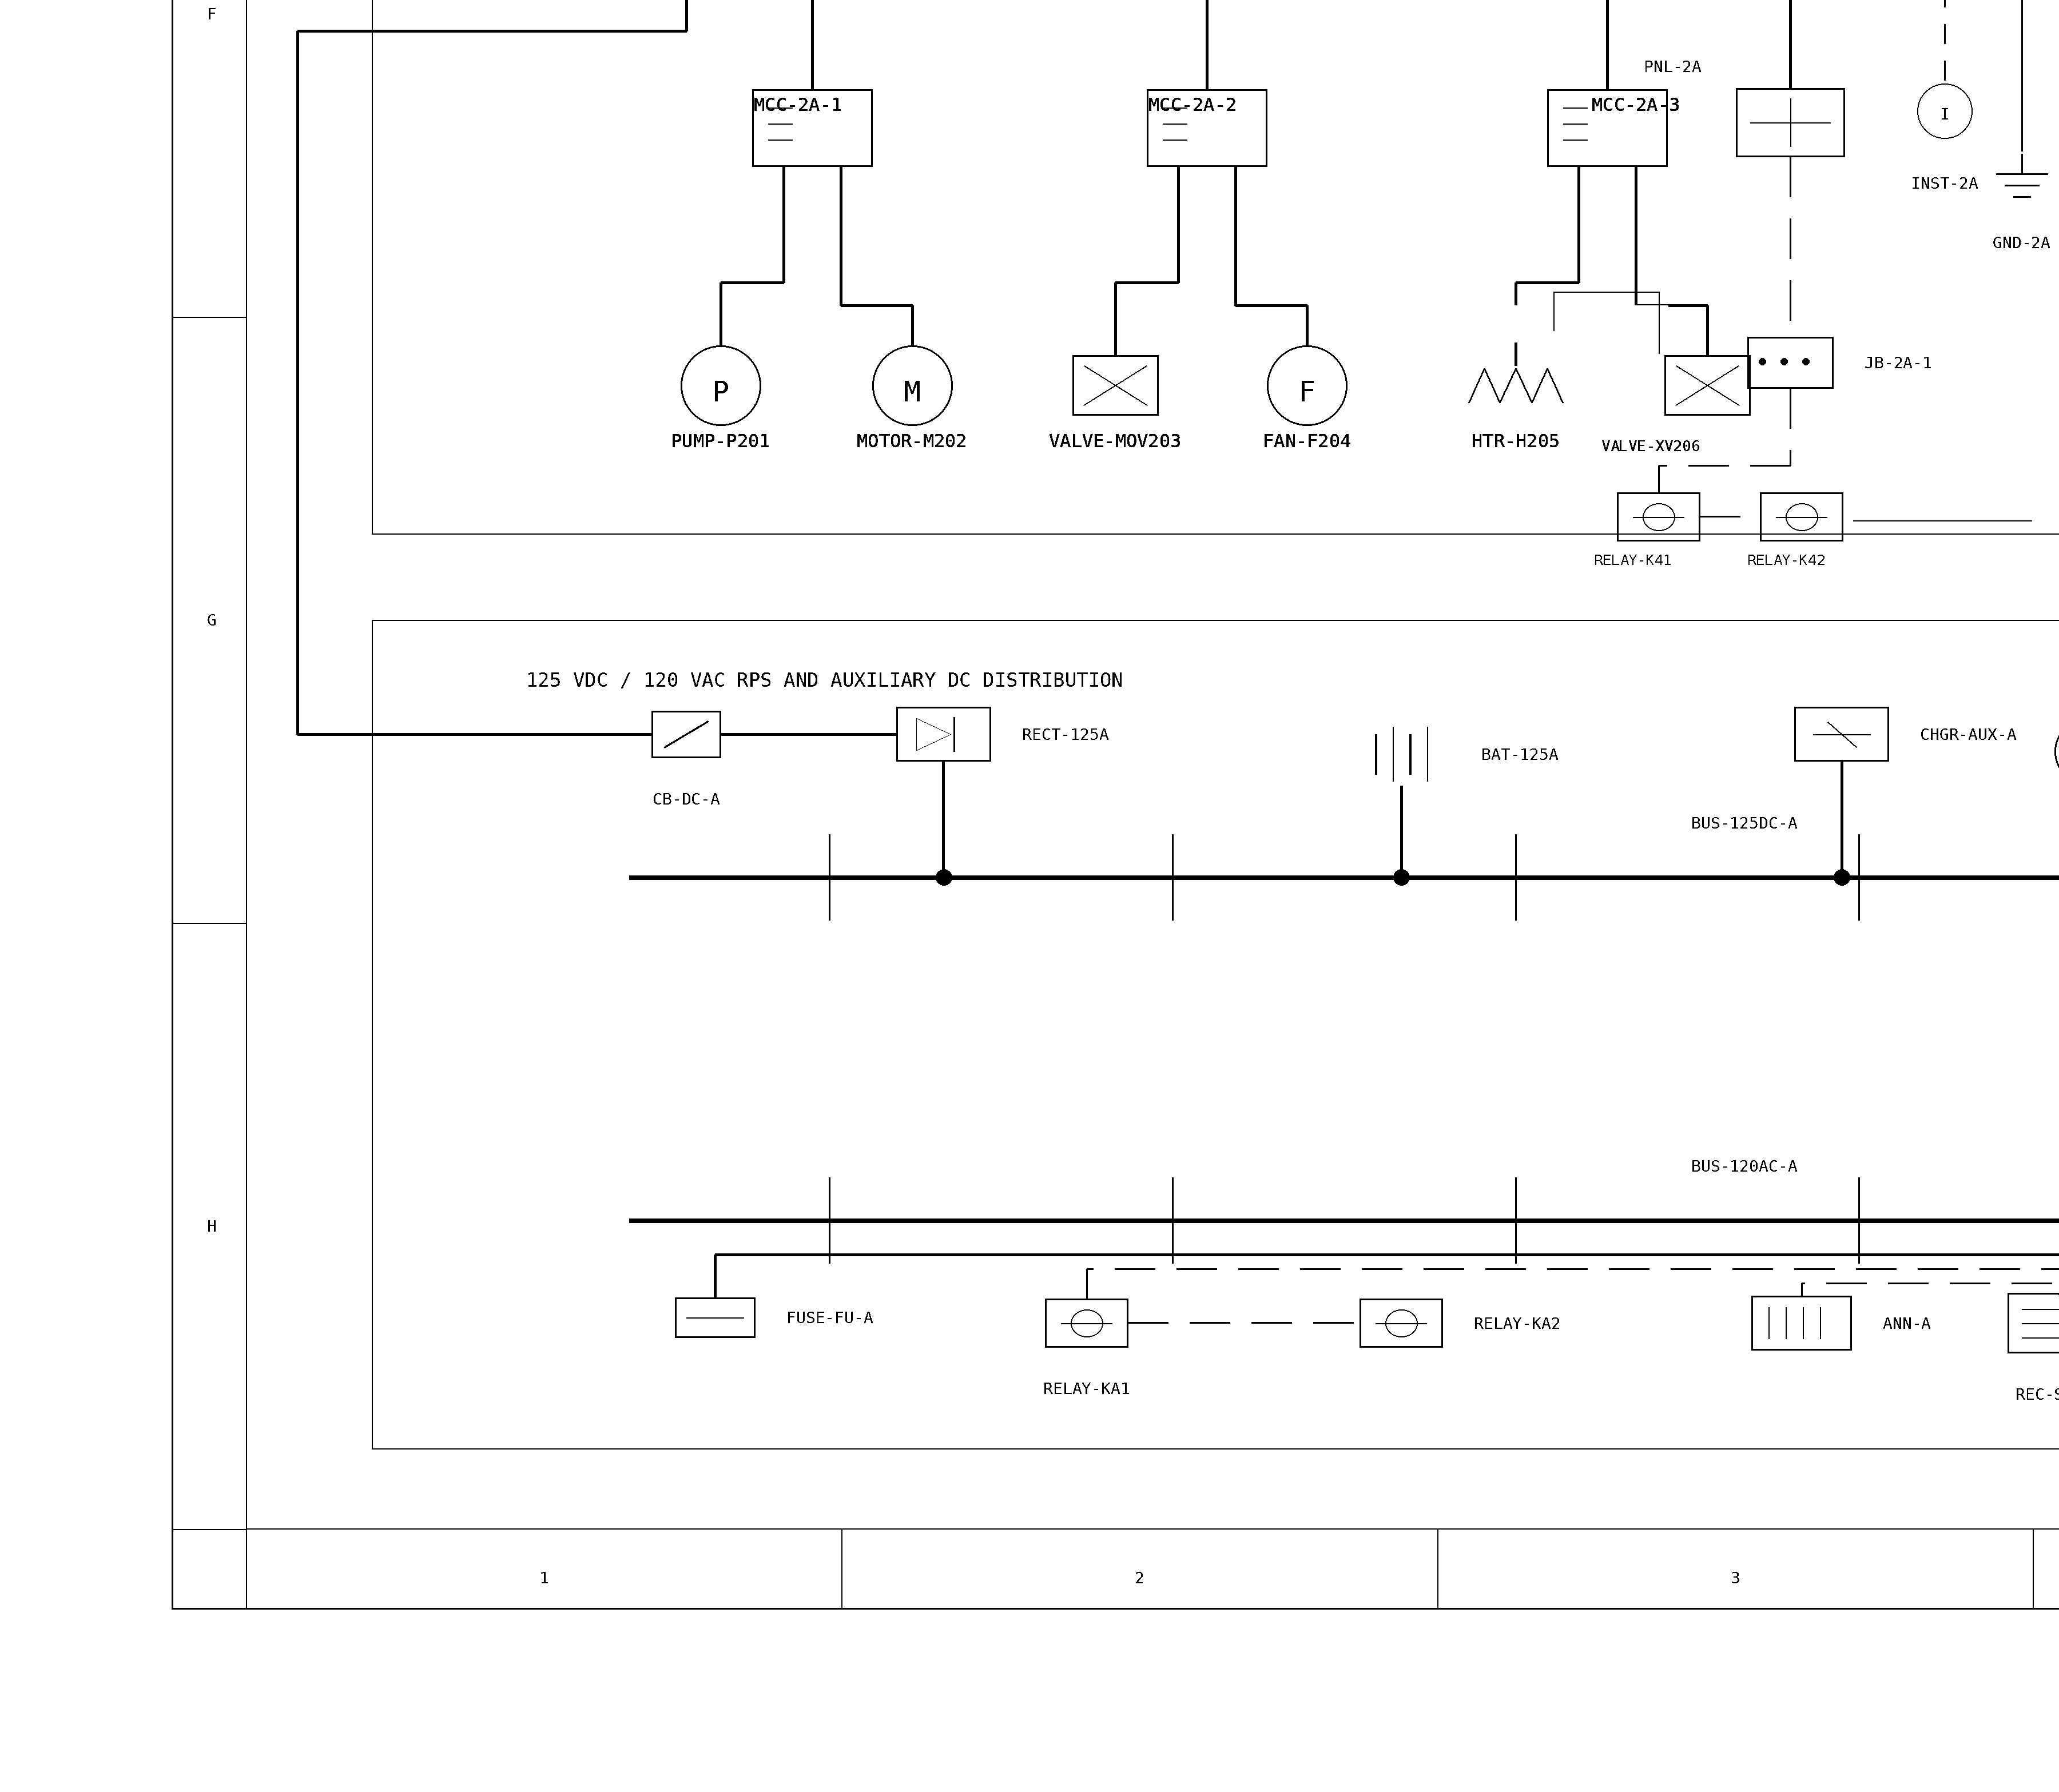 F
PNL-2A
MCC-2A-1
MCC-2A-2
MCC-2A-3
I
INST-2A
GND-2A
JB-2A-1
P
M
F
PUMP-P201
MOTOR-M202
VALVE-MOV203
FAN-F204
HTR-H205
VALVE-XV206
RELAY-K41
RELAY-K42
G
125 VDC / 120 VAC RPS AND AUXILIARY DC DISTRIBUTION
RECT-125A
BAT-125A
CHGR-AUX-A
CB-DC-A
BUS-125DC-A
BUS-120AC-A
H
FUSE-FU-A
RELAY-KA2
ANN-A
RELAY-KA1
REC-S
1
2
3